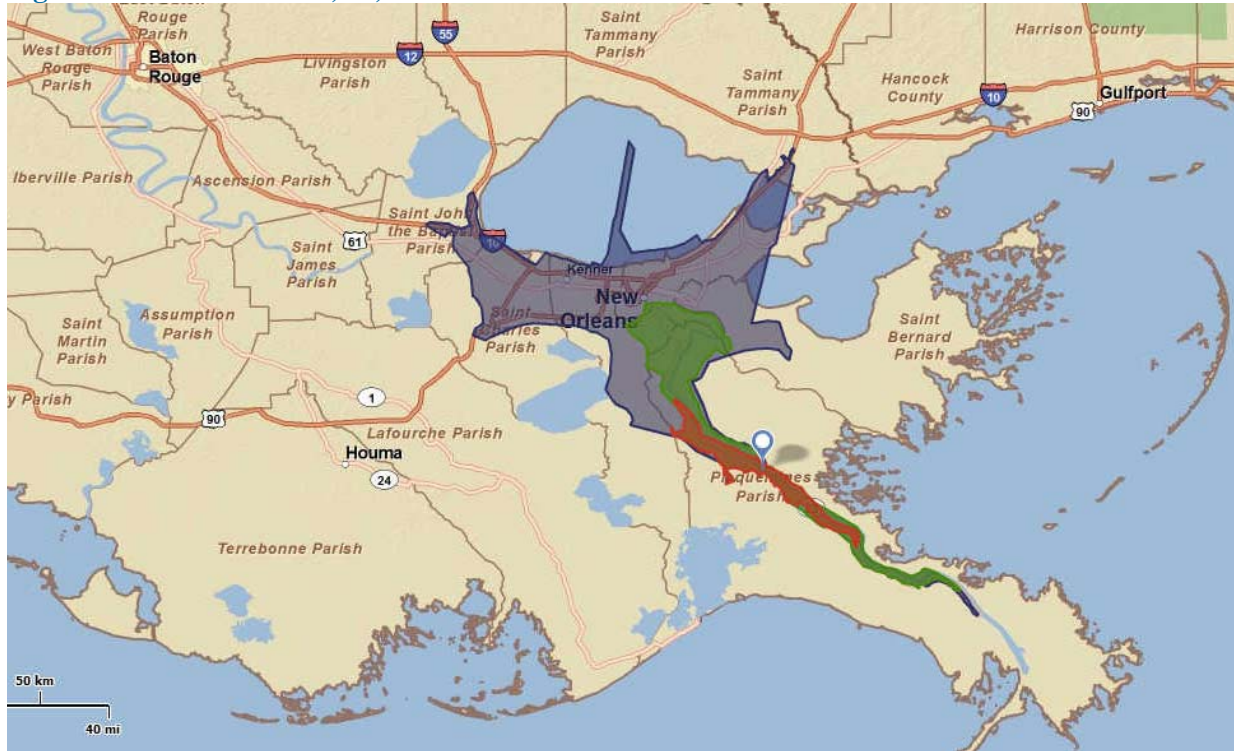 Rouge
Parish
West Baton
Rouge
Parish
Baton
Rouge
Livingston
Parish
12
55
Saint
Tammany
Parish
Saint
Tammany
Parish
Hancock
County
Harrison County
10
90
Gulfport
Iberville Parish
Ascension Parish
Saint John
the Baptist
Parish
10
61
Saint
James
Parish
Kenner
New
Orleans
Assumption
Parish
Saint
Charles
Parish
Saint
Martin
Parish
Saint
Bernard
Parish
y Parish
90
1
Lafourche Parish
Houma
24
Plaquemines
Parish
Terrebonne Parish
50 km
40 mi